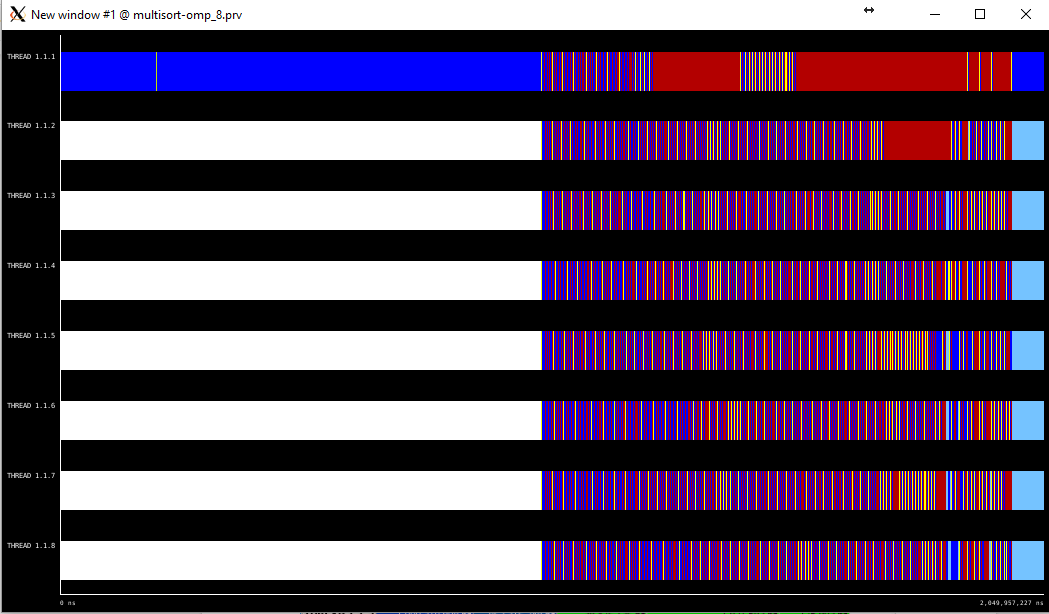 New window #1 @ multisort-omp_8.prv
THREAD 1.1.1
THREAD 1.1.2
THREAD 1.1.3
THREAD 1.1.4
THREAD 1.1.5
THREAD 1.1.6
THREAD 1.1.7
THREAD 1.1.8
0 ns
2,049,957,227 ns